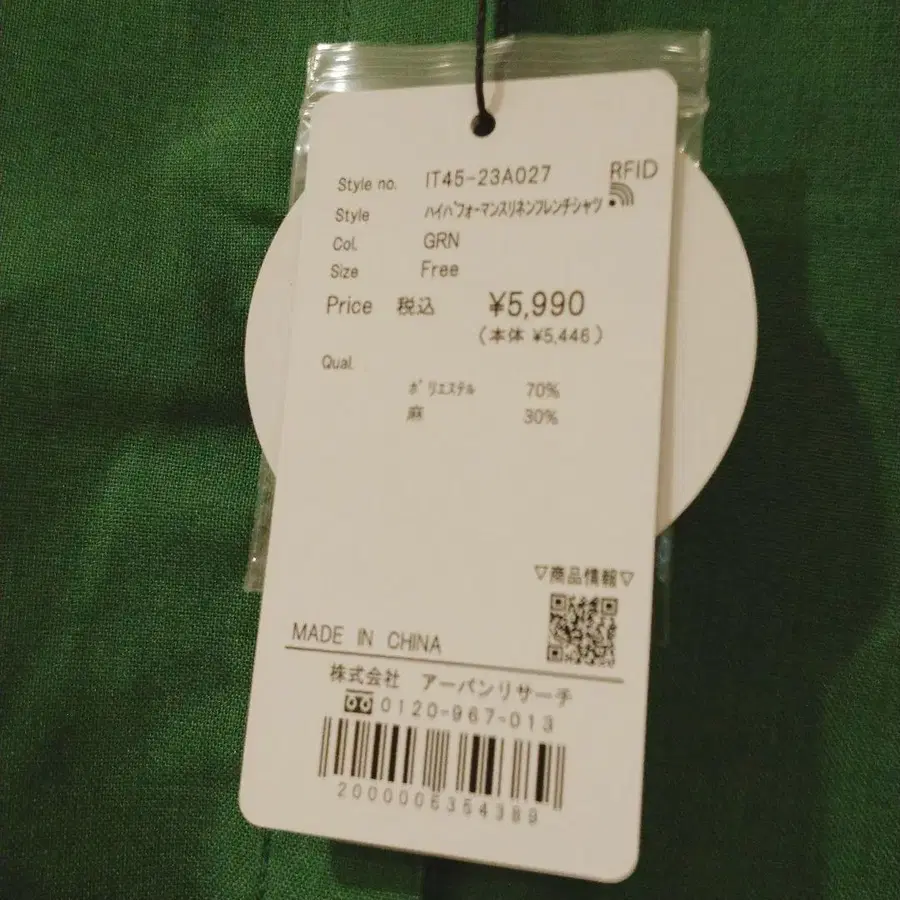 RFID
Style no. IT45-23A027
Style ﾊｲﾊﾟﾌｫｰﾏﾝｽﾘﾈﾝﾌﾚﾝﾁｼｬﾂ
Col. GRN
Size Free
Price 税込 ¥5,990
(本体 ¥5,446)
Qual.
ﾎﾟﾘｴｽﾃﾙ 70%
麻 30%
▽商品情報▽
MADE IN CHINA
株式会社 アーバンリサーチ
0120-967-013
2000006354389